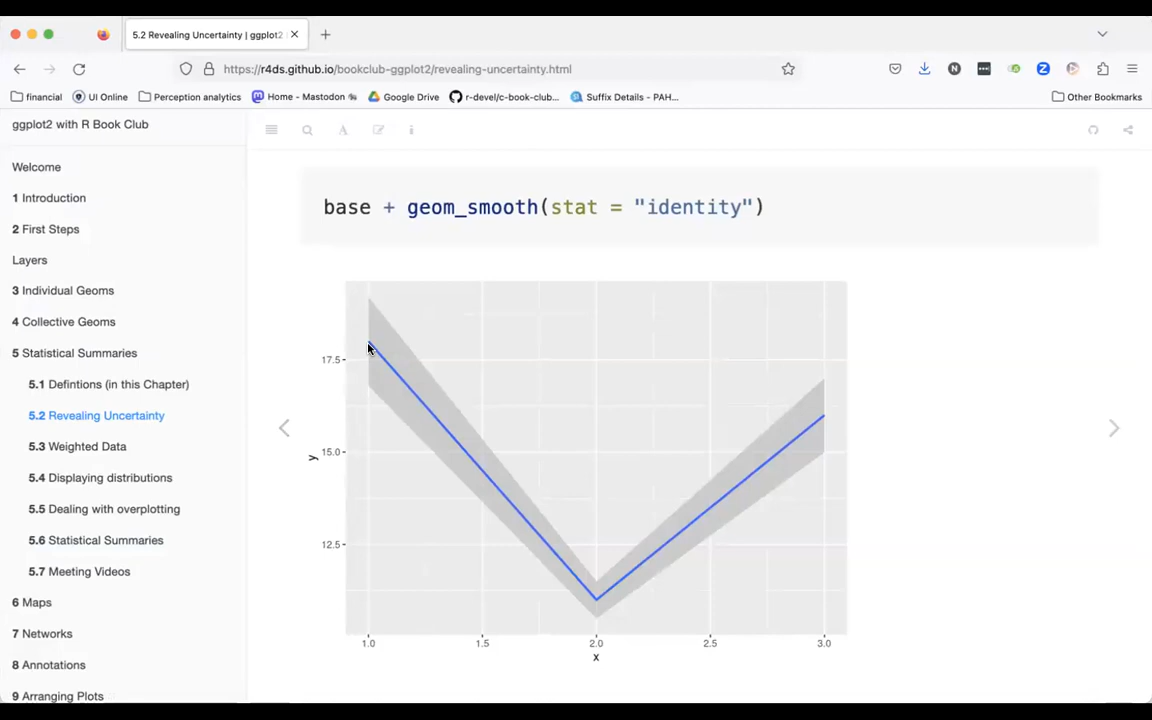 5.2 Revealing Uncertainty | ggplot2
https://r4ds.github.io/bookclub-ggplot2/revealing-uncertainty.html
financial
UI Online
Perception analytics
Home - Mastodon
Google Drive
r-devel/c-book-club...
Suffix Details - PAH...
Other Bookmarks
ggplot2 with R Book Club
Welcome
1 Introduction
2 First Steps
Layers
3 Individual Geoms
4 Collective Geoms
5 Statistical Summaries
5.1 Defintions (in this Chapter)
5.2 Revealing Uncertainty
5.3 Weighted Data
5.4 Displaying distributions
5.5 Dealing with overplotting
5.6 Statistical Summaries
5.7 Meeting Videos
6 Maps
7 Networks
8 Annotations
9 Arranging Plots
A
i
base + geom_smooth(stat = "identity")
17.5
15.0
12.5
y
1.0
1.5
2.0
2.5
3.0
x